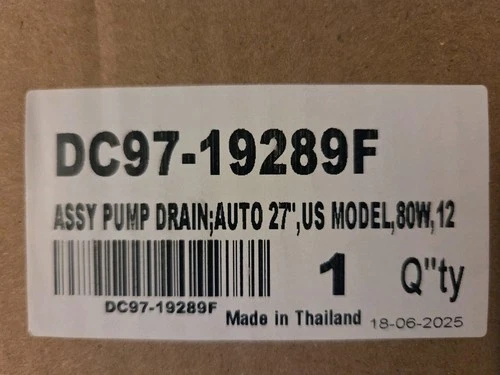 DC97-19289F
ASSY PUMP DRAIN;AUTO 27",US MODEL,80W,12
1 Q"ty
DC97-19289F
Made in Thailand 18-06-2025